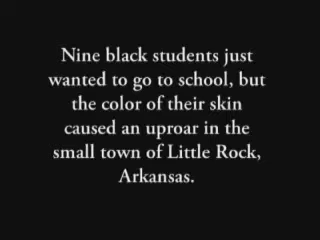 Nine black students just
wanted to go to school, but
the color of their skin
caused an uproar in the
small town of Little Rock,
Arkansas.